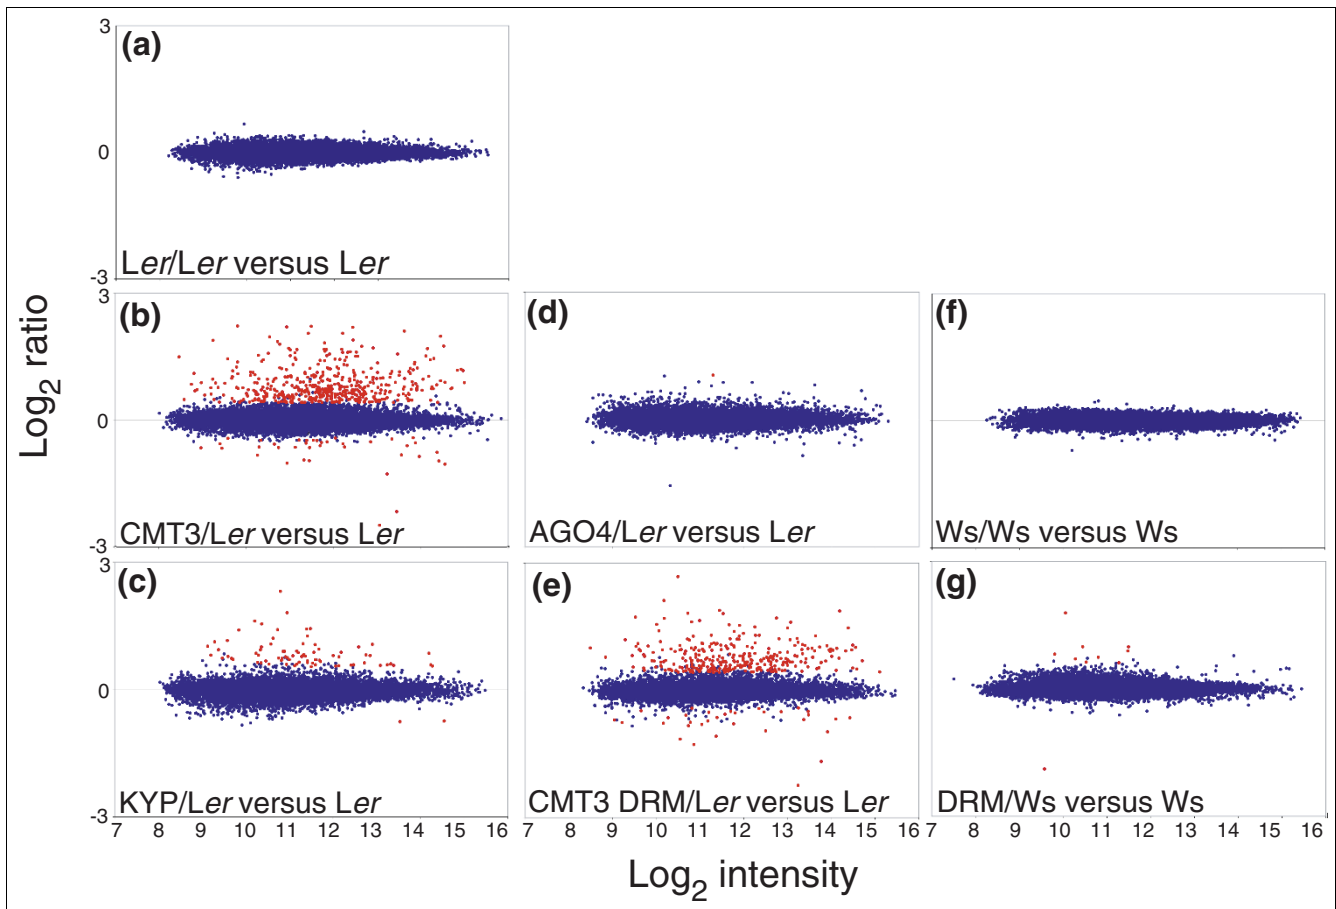 3
(a)
0
Ler/Ler versus Ler
-3
Log2 ratio
3
(b)
0
CMT3/Ler versus Ler
-3
(d)
AGO4/Ler versus Ler
(f)
Ws/Ws versus Ws
3
(c)
0
KYP/Ler versus Ler
-3
(e)
CMT3 DRM/Ler versus Ler
(g)
DRM/Ws versus Ws
7 8 9 10 11 12 13 14 15 16
7 8 9 10 11 12 13 14 15 16
7 8 9 10 11 12 13 14 15 16
Log2 intensity